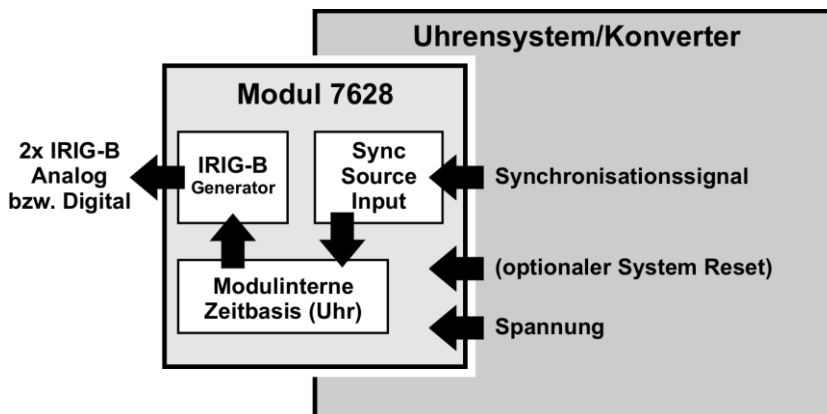 Uhrensystem/Konverter
Modul 7628
2x IRIG-B
Analog
bzw. Digital
IRIG-B
Generator
Sync
Source
Input
Synchronisationssignal
Modulinterne
Zeitbasis (Uhr)
(optionaler System Reset)
Spannung